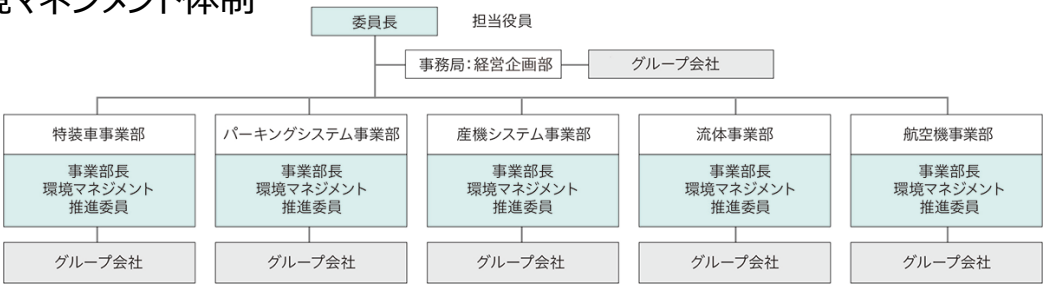 境マネジメント体制
委員長
担当役員
事務局:経営企画部
グループ会社
特装車事業部
パーキングシステム事業部
産機システム事業部
流体事業部
航空機事業部
事業部長
環境マネジメント
推進委員
事業部長
環境マネジメント
推進委員
事業部長
環境マネジメント
推進委員
事業部長
環境マネジメント
推進委員
事業部長
環境マネジメント
推進委員
グループ会社
グループ会社
グループ会社
グループ会社
グループ会社